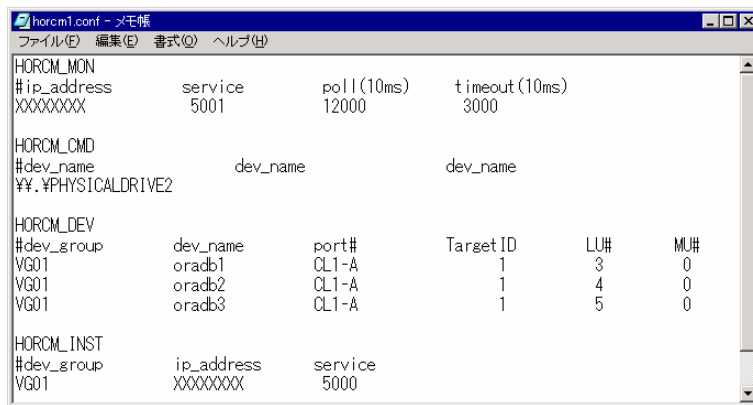 horcm1.conf - メモ帳
ファイル(F) 編集(E) 書式(O) ヘルプ(H)
HORCM_MON
#ip_address service poll(10ms) timeout(10ms)
XXXXXXXX 5001 12000 3000
HORCM_CMD
#dev_name dev_name dev_name
¥¥.¥PHYSICALDRIVE2
HORCM_DEV
#dev_group dev_name port# TargetID LU# MU#
VG01 oradb1 CL1-A 1 3 0
VG01 oradb2 CL1-A 1 4 0
VG01 oradb3 CL1-A 1 5 0
HORCM_INST
#dev_group ip_address service
VG01 XXXXXXXX 5000